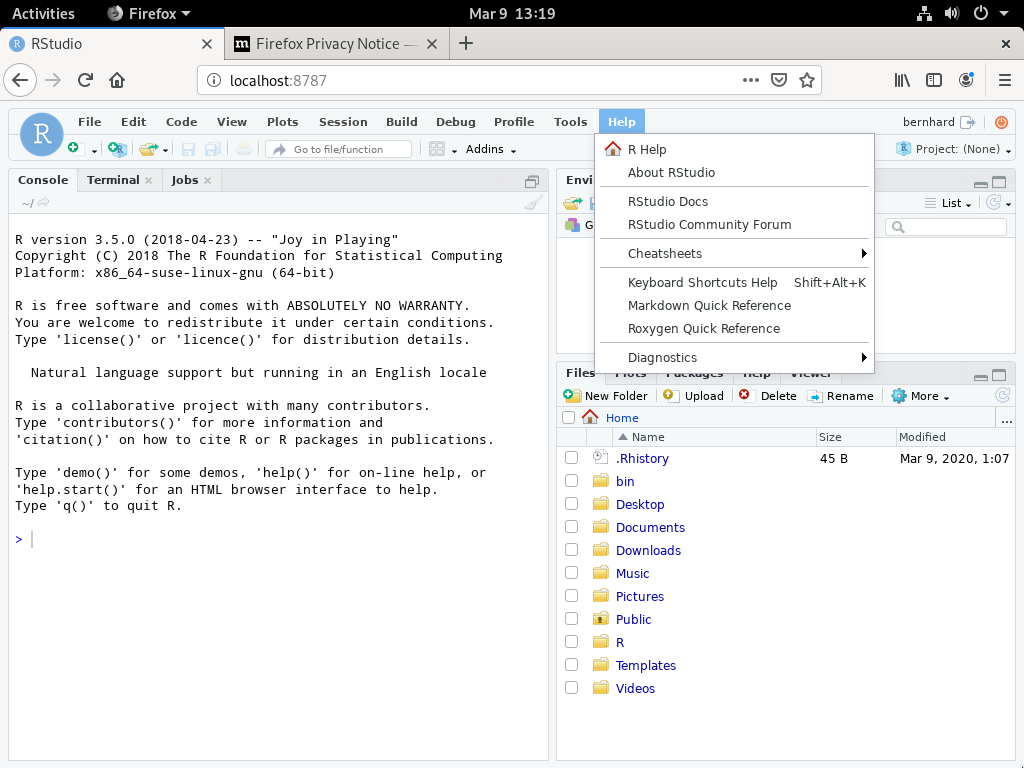 Activities Firefox Mar 9 13:19
RStudio Firefox Privacy Notice —
localhost:8787
R File Edit Code View Plots Session Build Debug Profile Tools Help bernhard
Go to file/function Addins Project: (None)
R Help
About RStudio
RStudio Docs
RStudio Community Forum
Cheatsheets
Keyboard Shortcuts Help Shift+Alt+K
Markdown Quick Reference
Roxygen Quick Reference
Diagnostics
Console Terminal Jobs
~/
R version 3.5.0 (2018-04-23) -- "Joy in Playing"
Copyright (C) 2018 The R Foundation for Statistical Computing
Platform: x86_64-suse-linux-gnu (64-bit)
R is free software and comes with ABSOLUTELY NO WARRANTY.
You are welcome to redistribute it under certain conditions.
Type 'license()' or 'licence()' for distribution details.
Natural language support but running in an English locale
R is a collaborative project with many contributors.
Type 'contributors()' for more information and
'citation()' on how to cite R or R packages in publications.
Type 'demo()' for some demos, 'help()' for on-line help, or
'help.start()' for an HTML browser interface to help.
Type 'q()' to quit R.
>
Envi
List
G
Files Plots Packages Help Viewer
New Folder Upload Delete Rename More
Home ...
Name Size Modified
.Rhistory 45 B Mar 9, 2020, 1:07
bin
Desktop
Documents
Downloads
Music
Pictures
Public
R
Templates
Videos